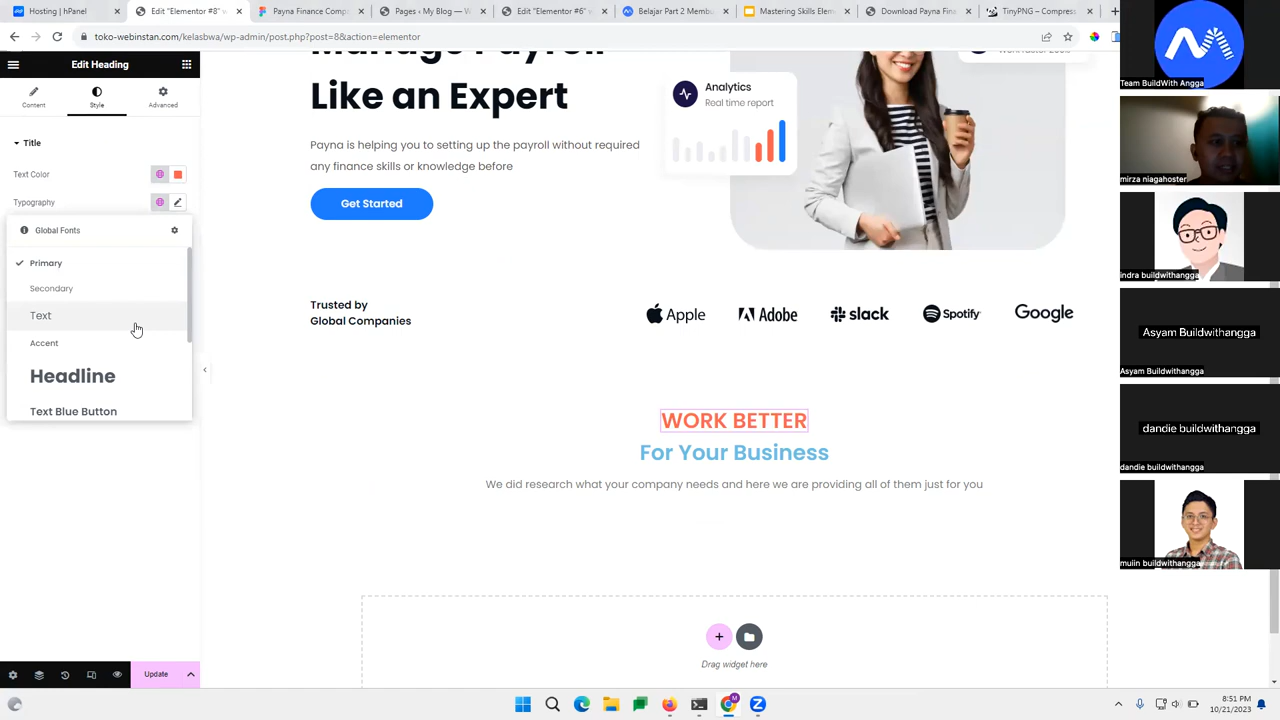 Hosting - S
Edit "Elementor #8" w
Payna Finance Comp
Pages ‹ My Blog — W
Edit "Elementor #6" v
Belajar Part 2 Memb
Mastering Skills Elem
Download Payna Fina
TinyPNG – Compress
toko-webinstan.com/kelasbwa/wp-admin/post.php?post=8&action=elementor
Edit Heading
Content
Style
Advanced
Title
Text Color
Typography
Global Fonts
Primary
Secondary
Text
Accent
Headline
Text Blue Button
Update
Like an Expert
Payna is helping you to setting up the payroll without required
any finance skills or knowledge before
Get Started
Analytics
Real time report
Trusted by
Global Companies
Apple
Adobe
slack
Spotify
Google
WORK BETTER
For Your Business
We did research what your company needs and here we are providing all of them just for you
Drag widget here
Team BuildWith Angga
mirza niagahoster
indra buildwithangga
Asyam Buildwithangga
Asyam Buildwithangga
dandie buildwithangga
dandie buildwithangga
muiin buildwithangga
8:51 PM
10/21/2023